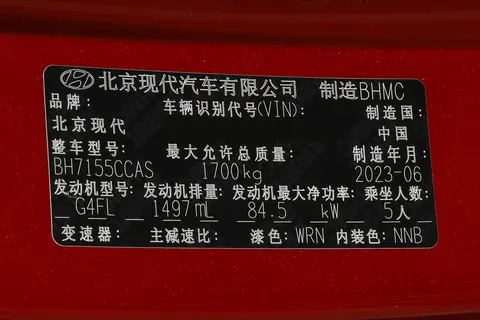 北京现代汽车有限公司 制造BHMC
品牌: 车辆识别代号(VIN): 制造国:
北京现代 中国
整车型号: 最大允许总质量: 制造年月:
BH7155CCAS 1700kg 2023-06
发动机型号: 发动机排量: 发动机最大净功率: 乘坐人数:
G4FL 1497mL 84.5 kW 5人
变速器: 主减速比: 漆色: WRN 内装色: NNB